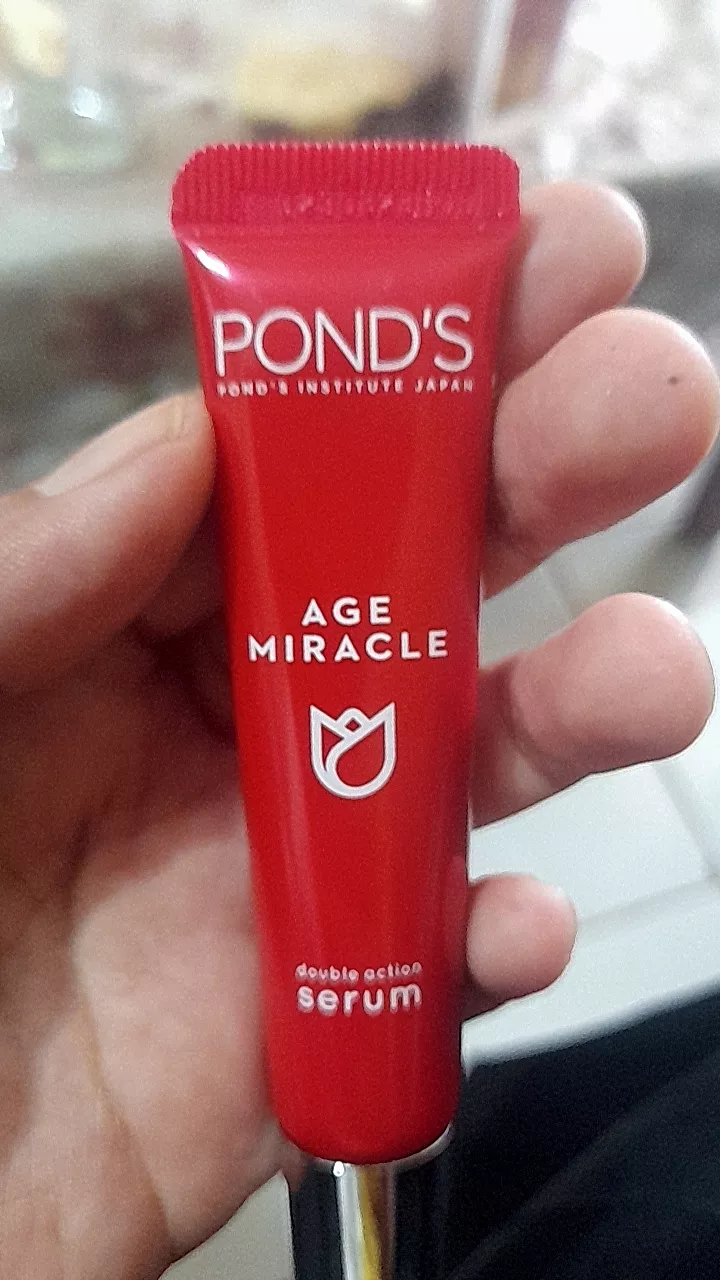 POND'S
POND'S INSTITUTE JAPAN
AGE
MIRACLE
double action
serum